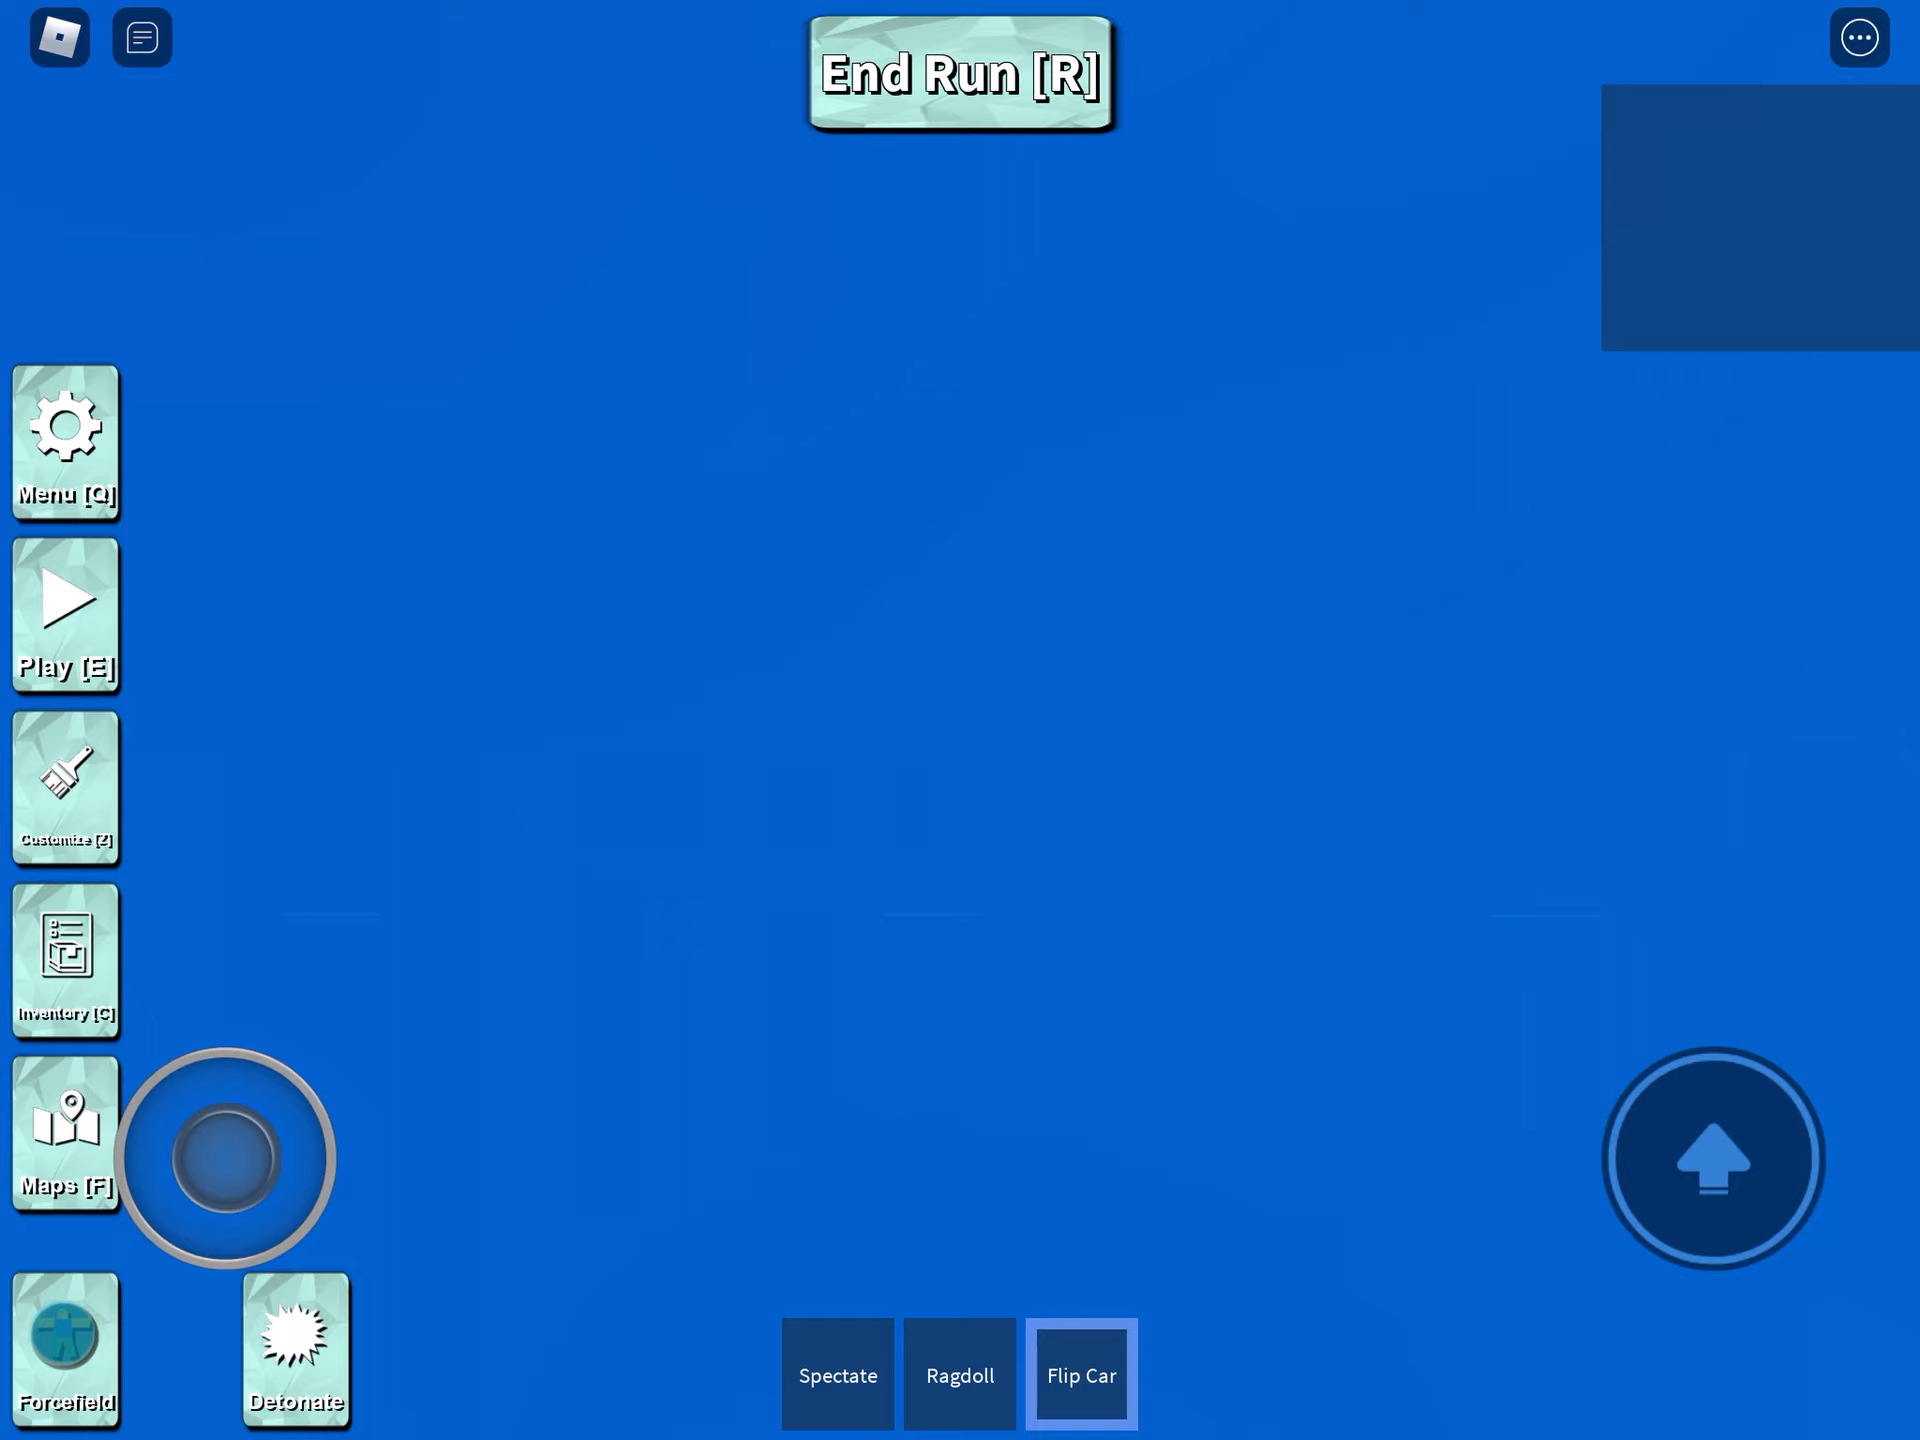 End Run [R]
Menu [Q]
Play [E]
Customize [Z]
Inventory [C]
Maps [F]
Forcefield
Detonate
Spectate
Ragdoll
Flip Car